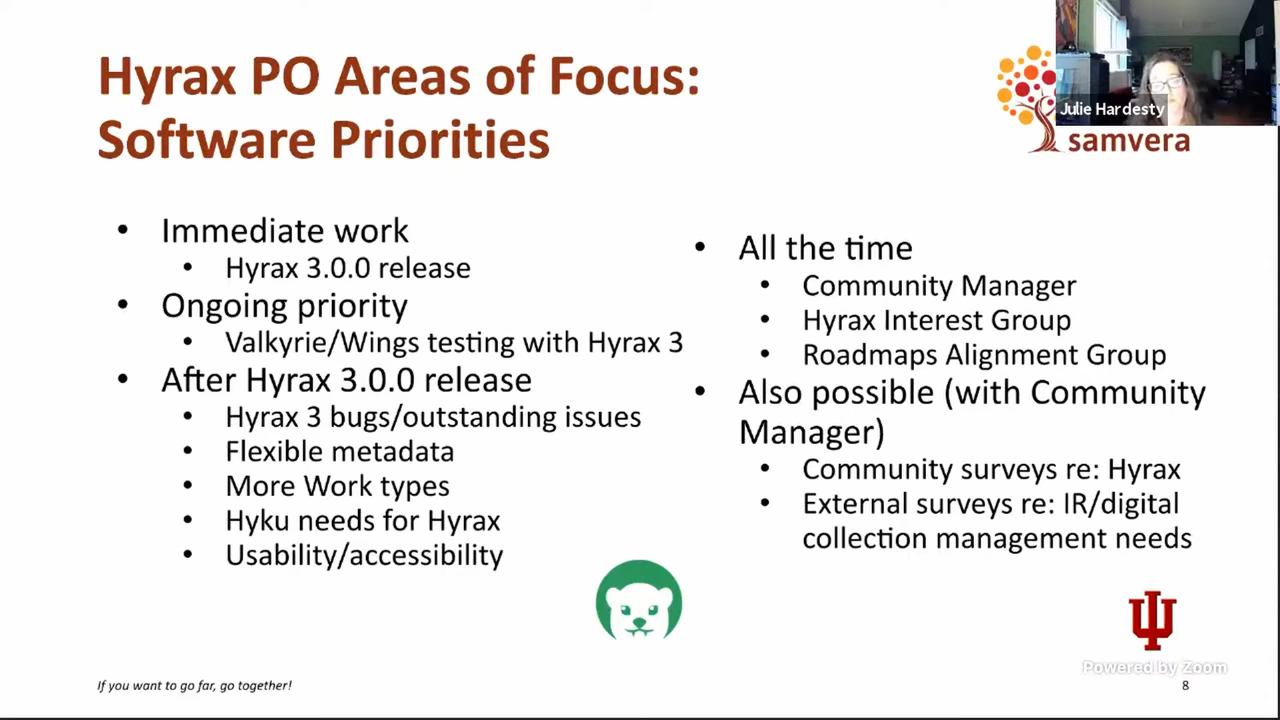 Hyrax PO Areas of Focus:
Software Priorities
Julie Hardesty
samvera
• Immediate work
• Hyrax 3.0.0 release
• Ongoing priority
• Valkyrie/Wings testing with Hyrax 3
• After Hyrax 3.0.0 release
• Hyrax 3 bugs/outstanding issues
• Flexible metadata
• More Work types
• Hyku needs for Hyrax
• Usability/accessibility
• All the time
• Community Manager
• Hyrax Interest Group
• Roadmaps Alignment Group
• Also possible (with Community
Manager)
• Community surveys re: Hyrax
• External surveys re: IR/digital
collection management needs
Powered by Zoom
If you want to go far, go together!
8